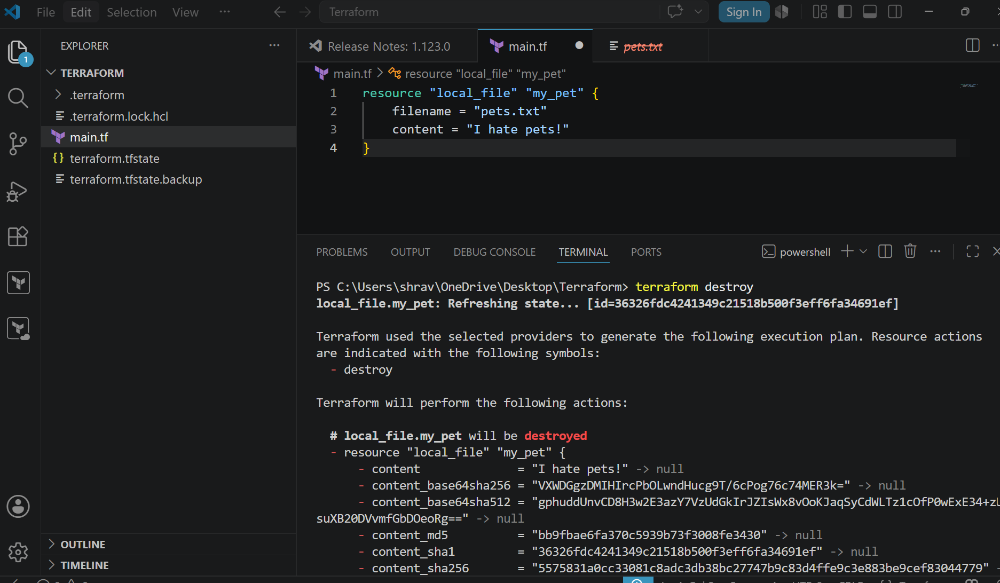 File Edit Selection View ··· Terraform Sign In
EXPLORER ···
1
TERRAFORM
.terraform
.terraform.lock.hcl
main.tf
terraform.tfstate
terraform.tfstate.backup
OUTLINE
TIMELINE
Release Notes: 1.123.0 main.tf pets.txt
main.tf > resource "local_file" "my_pet"
1 resource "local_file" "my_pet" {
2 filename = "pets.txt"
3 content = "I hate pets!"
4 }
PROBLEMS OUTPUT DEBUG CONSOLE TERMINAL PORTS powershell
PS C:\Users\shrav\OneDrive\Desktop\Terraform> terraform destroy
local_file.my_pet: Refreshing state... [id=36326fdc4241349c21518b500f3eff6fa34691ef]
Terraform used the selected providers to generate the following execution plan. Resource actions
are indicated with the following symbols:
- destroy
Terraform will perform the following actions:
# local_file.my_pet will be destroyed
- resource "local_file" "my_pet" {
- content = "I hate pets!" -> null
- content_base64sha256 = "VXWDGgzDMIHIrcPbOLwndHucg9T/6cPog76c74MER3k=" -> null
- content_base64sha512 = "gphuddUnvCD8H3w2E3azY7VzUdGkIrJZIsWx8vOoKJaqSyCdWLTz1cOfP0wExE34+zU
suXB20DVvmfGbDOeoRg==" -> null
- content_md5 = "bb9fbae6fa370c5939b73f3008fe3430" -> null
- content_sha1 = "36326fdc4241349c21518b500f3eff6fa34691ef" -> null
- content_sha256 = "5575831a0cc33081c8adc3db38bc27747b9c83d4ffe9c3e883be9cef83044779"